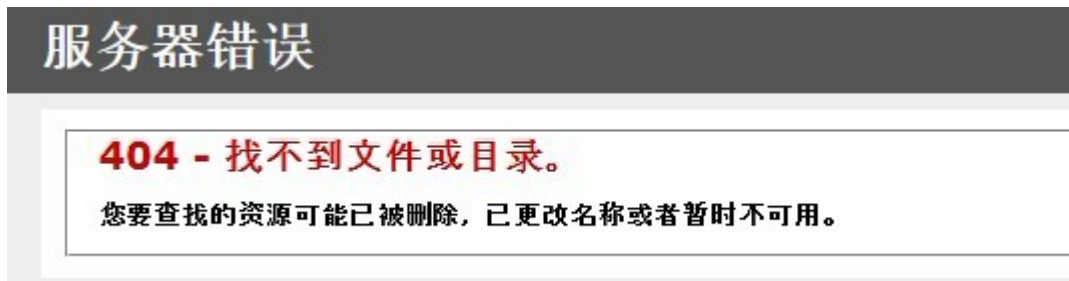 服务器错误
404 - 找不到文件或目录。
您要查找的资源可能已被删除，已更改名称或者暂时不可用。